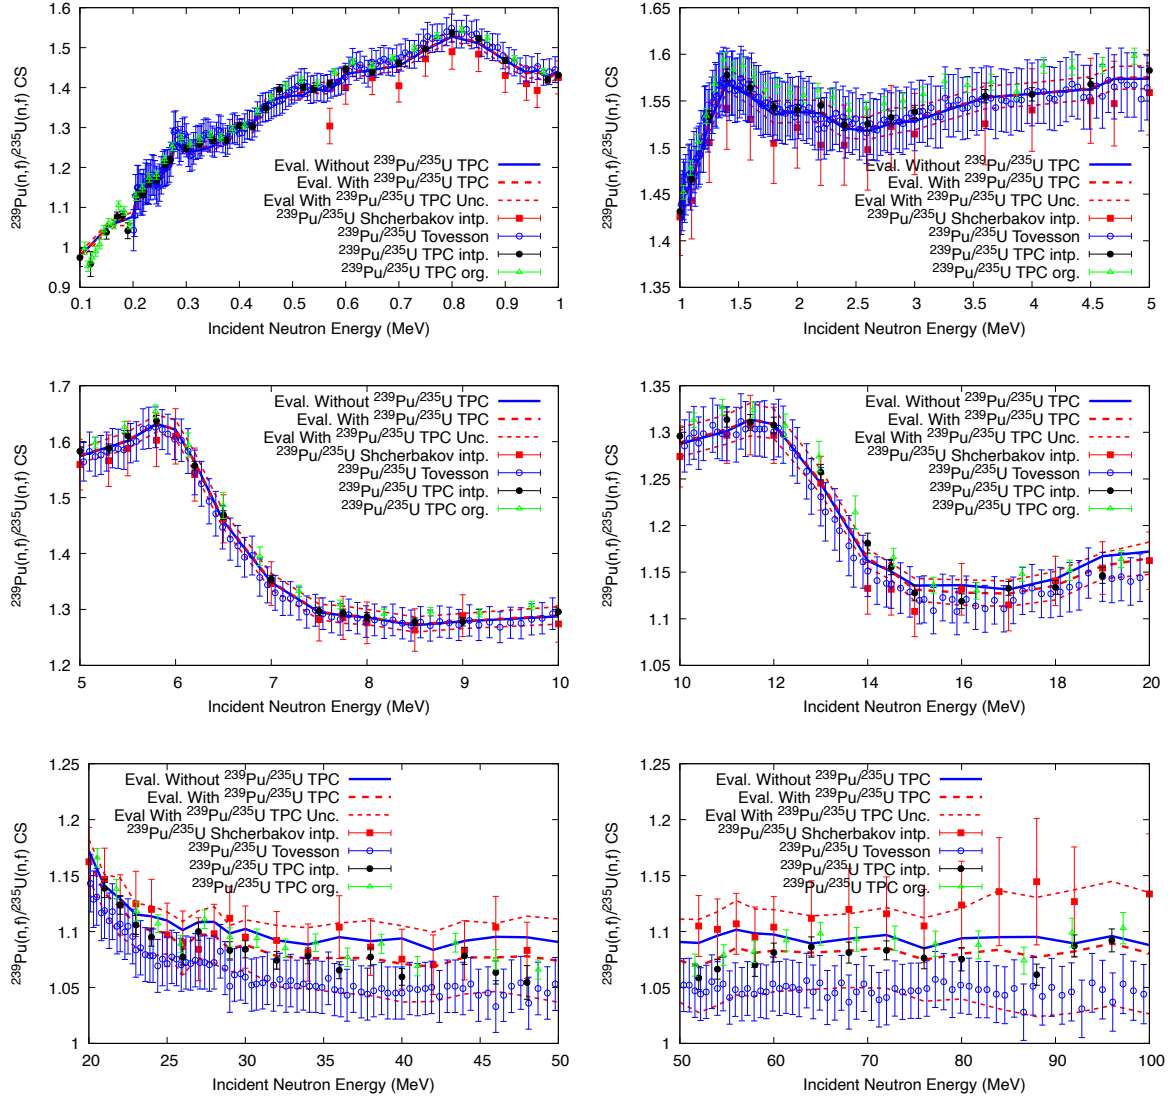 1.6
1.5
1.4
1.3
1.2
1.1
1
0.9
²³⁹Pu(n,f)/²³⁵U(n,f) CS
Eval. Without ²³⁹Pu/²³⁵U TPC
Eval. With ²³⁹Pu/²³⁵U TPC
Eval With ²³⁹Pu/²³⁵U TPC Unc.
²³⁹Pu/²³⁵U Shcherbakov intp.
²³⁹Pu/²³⁵U Tovesson
²³⁹Pu/²³⁵U TPC intp.
²³⁹Pu/²³⁵U TPC org.
0.1 0.2 0.3 0.4 0.5 0.6 0.7 0.8 0.9 1
Incident Neutron Energy (MeV)
1.65
1.6
1.55
1.5
1.45
1.4
1.35
²³⁹Pu(n,f)/²³⁵U(n,f) CS
Eval. Without ²³⁹Pu/²³⁵U TPC
Eval. With ²³⁹Pu/²³⁵U TPC
Eval With ²³⁹Pu/²³⁵U TPC Unc.
²³⁹Pu/²³⁵U Shcherbakov intp.
²³⁹Pu/²³⁵U Tovesson
²³⁹Pu/²³⁵U TPC intp.
²³⁹Pu/²³⁵U TPC org.
1 1.5 2 2.5 3 3.5 4 4.5 5
Incident Neutron Energy (MeV)
1.7
1.6
1.5
1.4
1.3
1.2
²³⁹Pu(n,f)/²³⁵U(n,f) CS
Eval. Without ²³⁹Pu/²³⁵U TPC
Eval. With ²³⁹Pu/²³⁵U TPC
Eval With ²³⁹Pu/²³⁵U TPC Unc.
²³⁹Pu/²³⁵U Shcherbakov intp.
²³⁹Pu/²³⁵U Tovesson
²³⁹Pu/²³⁵U TPC intp.
²³⁹Pu/²³⁵U TPC org.
5 6 7 8 9 10
Incident Neutron Energy (MeV)
1.35
1.3
1.25
1.2
1.15
1.1
1.05
²³⁹Pu(n,f)/²³⁵U(n,f) CS
Eval. Without ²³⁹Pu/²³⁵U TPC
Eval. With ²³⁹Pu/²³⁵U TPC
Eval With ²³⁹Pu/²³⁵U TPC Unc.
²³⁹Pu/²³⁵U Shcherbakov intp.
²³⁹Pu/²³⁵U Tovesson
²³⁹Pu/²³⁵U TPC intp.
²³⁹Pu/²³⁵U TPC org.
10 12 14 16 18 20
Incident Neutron Energy (MeV)
1.25
1.2
1.15
1.1
1.05
1
²³⁹Pu(n,f)/²³⁵U(n,f) CS
Eval. Without ²³⁹Pu/²³⁵U TPC
Eval. With ²³⁹Pu/²³⁵U TPC
Eval With ²³⁹Pu/²³⁵U TPC Unc.
²³⁹Pu/²³⁵U Shcherbakov intp.
²³⁹Pu/²³⁵U Tovesson
²³⁹Pu/²³⁵U TPC intp.
²³⁹Pu/²³⁵U TPC org.
20 25 30 35 40 45 50
Incident Neutron Energy (MeV)
1.25
1.2
1.15
1.1
1.05
1
²³⁹Pu(n,f)/²³⁵U(n,f) CS
Eval. Without ²³⁹Pu/²³⁵U TPC
Eval. With ²³⁹Pu/²³⁵U TPC
Eval With ²³⁹Pu/²³⁵U TPC Unc.
²³⁹Pu/²³⁵U Shcherbakov intp.
²³⁹Pu/²³⁵U Tovesson
²³⁹Pu/²³⁵U TPC intp.
²³⁹Pu/²³⁵U TPC org.
50 60 70 80 90 100
Incident Neutron Energy (MeV)